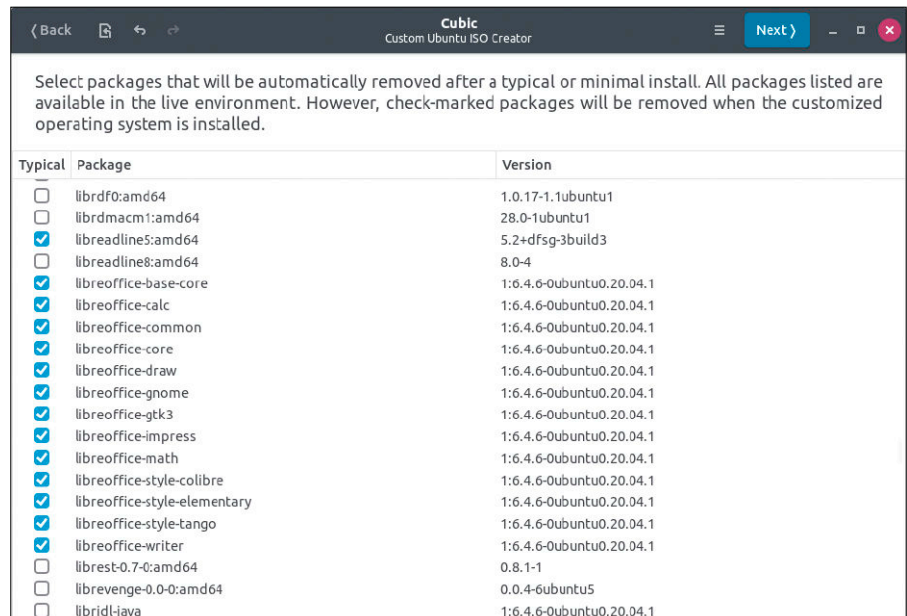 Back
Cubic
Custom Ubuntu ISO Creator
Next
Select packages that will be automatically removed after a typical or minimal install. All packages listed are
available in the live environment. However, check-marked packages will be removed when the customized
operating system is installed.
Typical Package Version
librdf0:amd64 1.0.17-1.1ubuntu1
librdmacm1:amd64 28.0-1ubuntu1
libreadline5:amd64 5.2+dfsg-3build3
libreadline8:amd64 8.0-4
libreoffice-base-core 1:6.4.6-0ubuntu0.20.04.1
libreoffice-calc 1:6.4.6-0ubuntu0.20.04.1
libreoffice-common 1:6.4.6-0ubuntu0.20.04.1
libreoffice-core 1:6.4.6-0ubuntu0.20.04.1
libreoffice-draw 1:6.4.6-0ubuntu0.20.04.1
libreoffice-gnome 1:6.4.6-0ubuntu0.20.04.1
libreoffice-gtk3 1:6.4.6-0ubuntu0.20.04.1
libreoffice-impress 1:6.4.6-0ubuntu0.20.04.1
libreoffice-math 1:6.4.6-0ubuntu0.20.04.1
libreoffice-style-colibre 1:6.4.6-0ubuntu0.20.04.1
libreoffice-style-elementary 1:6.4.6-0ubuntu0.20.04.1
libreoffice-style-tango 1:6.4.6-0ubuntu0.20.04.1
libreoffice-writer 1:6.4.6-0ubuntu0.20.04.1
librest-0.7-0:amd64 0.8.1-1
librevenge-0.0-0:amd64 0.0.4-6ubuntu5
libridl-java 1:6.4.6-0ubuntu0.20.04.1